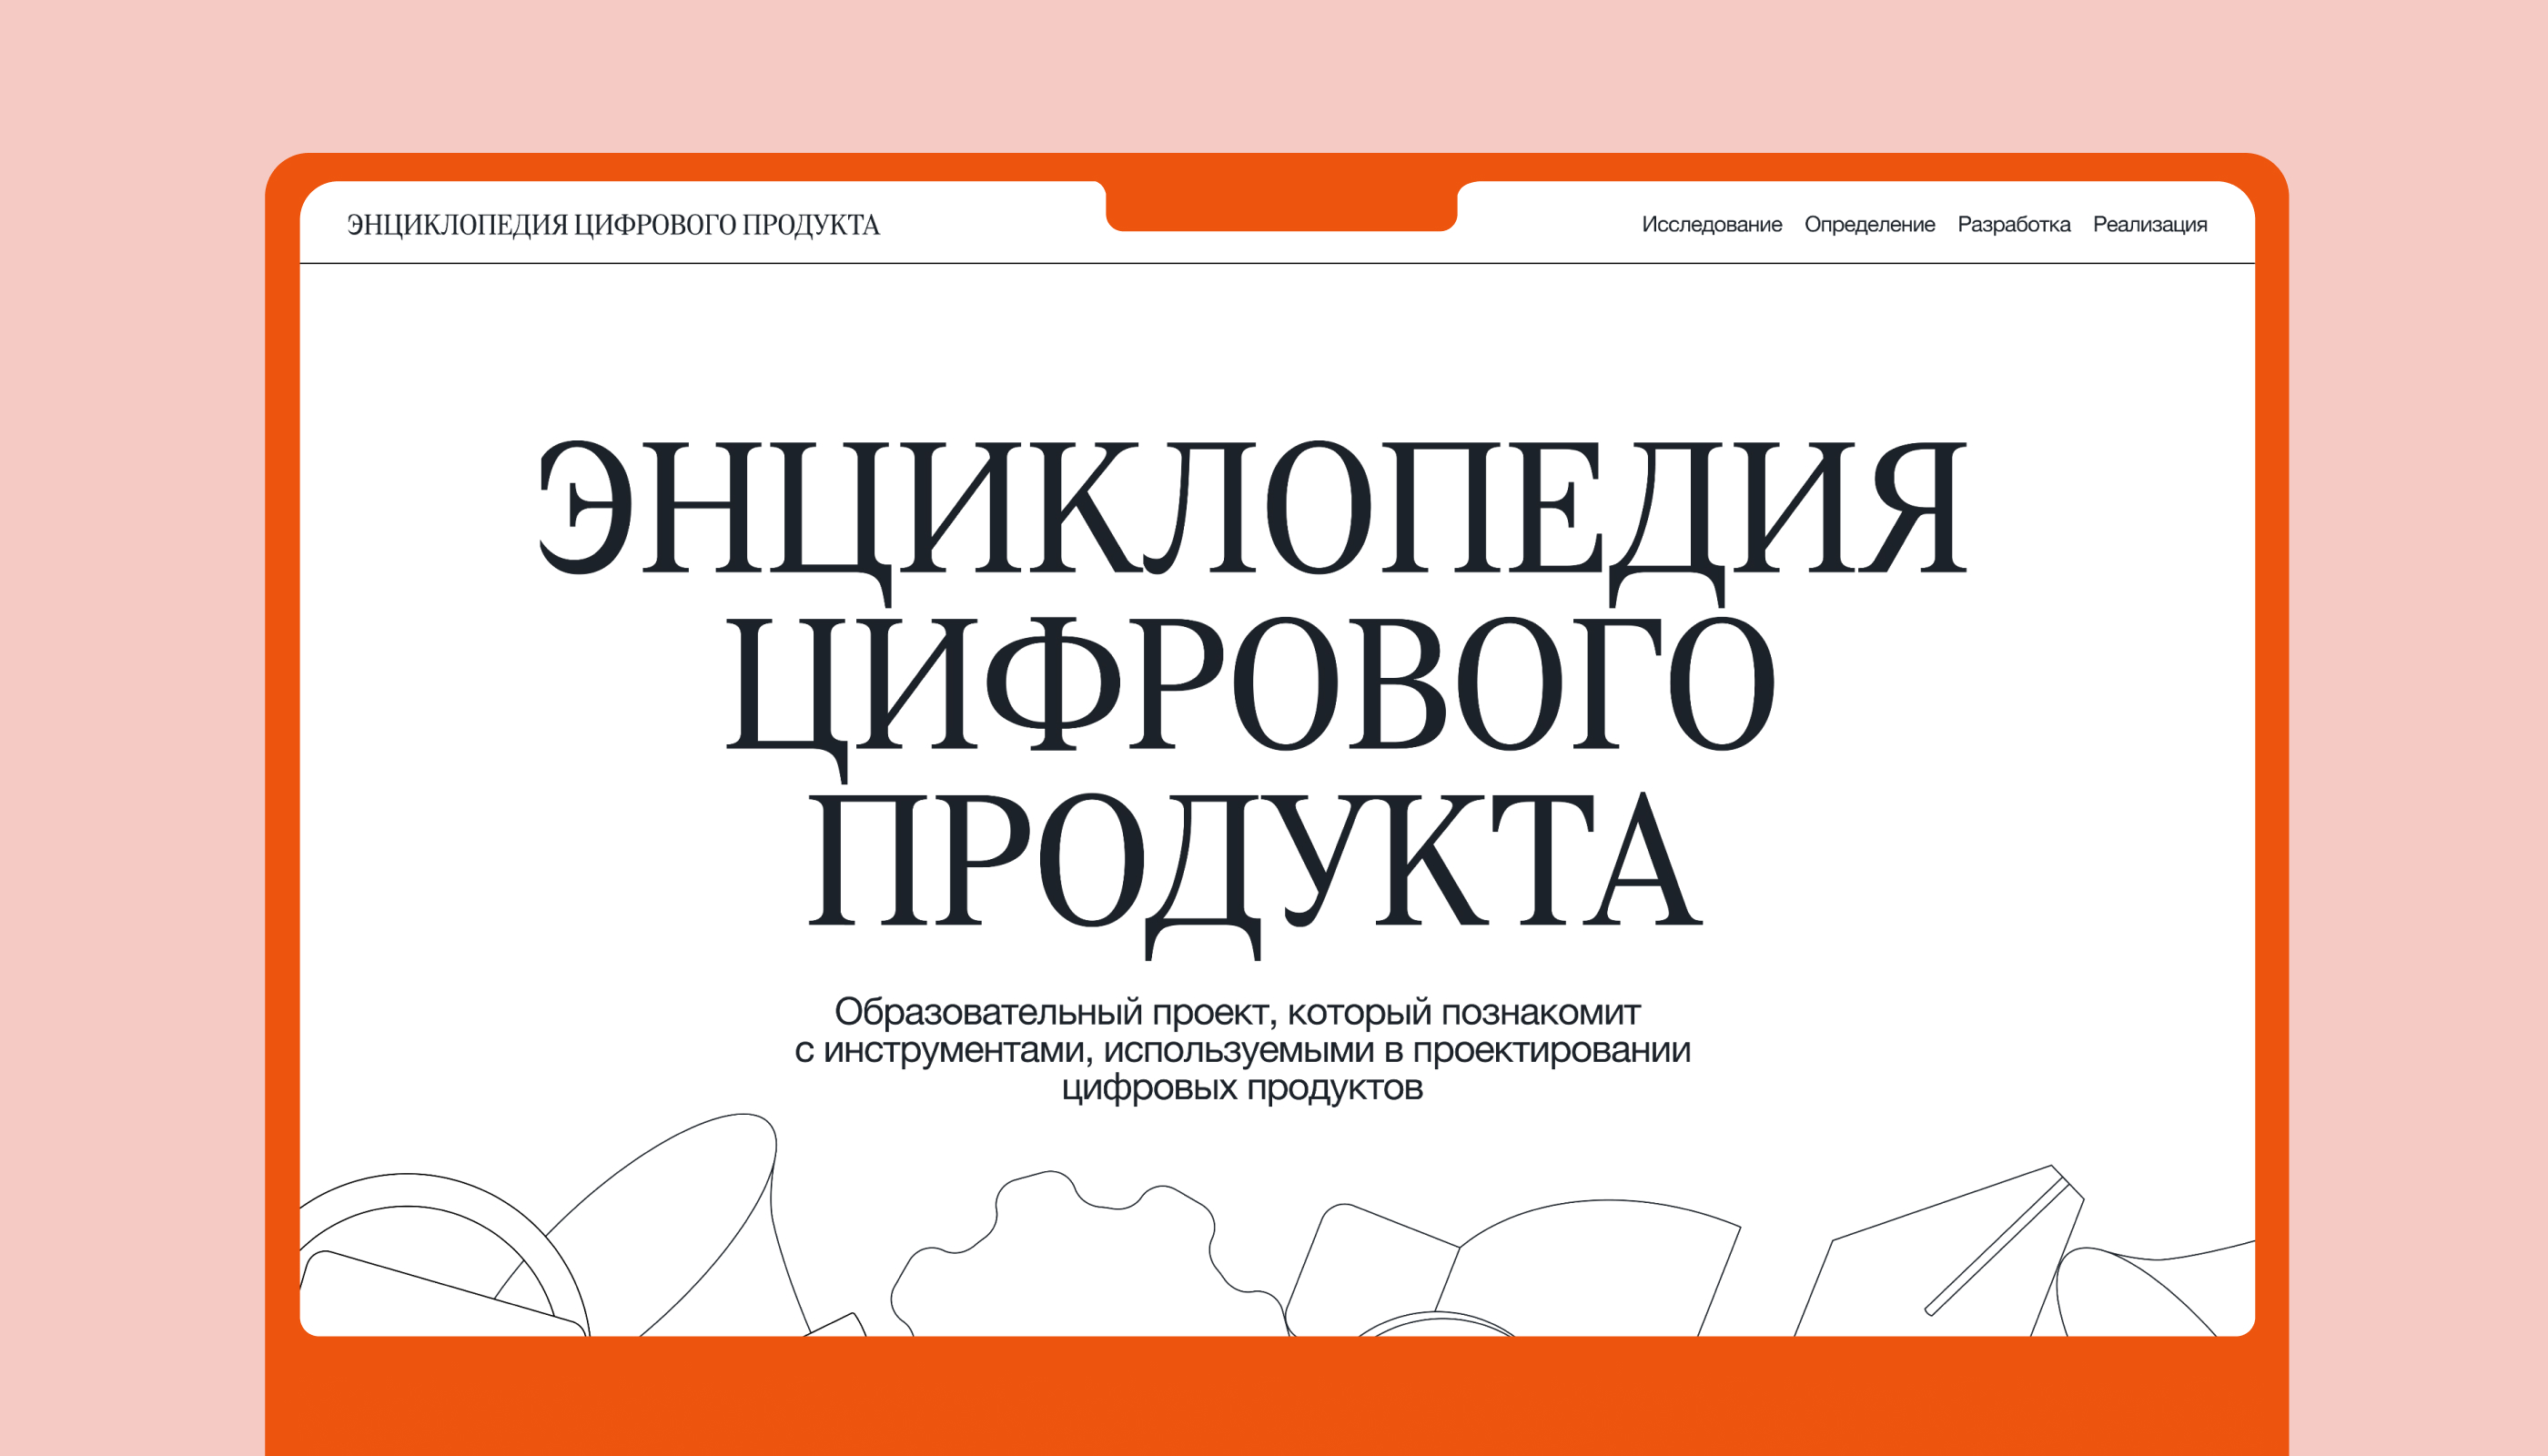 ЭНЦИКЛОПЕДИЯ ЦИФРОВОГО ПРОДУКТА
Исследование Определение Разработка Реализация
ЭНЦИКЛОПЕДИЯ
ЦИФРОВОГО
ПРОДУКТА
Образовательный проект, который познакомит
с инструментами, используемыми в проектировании
цифровых продуктов